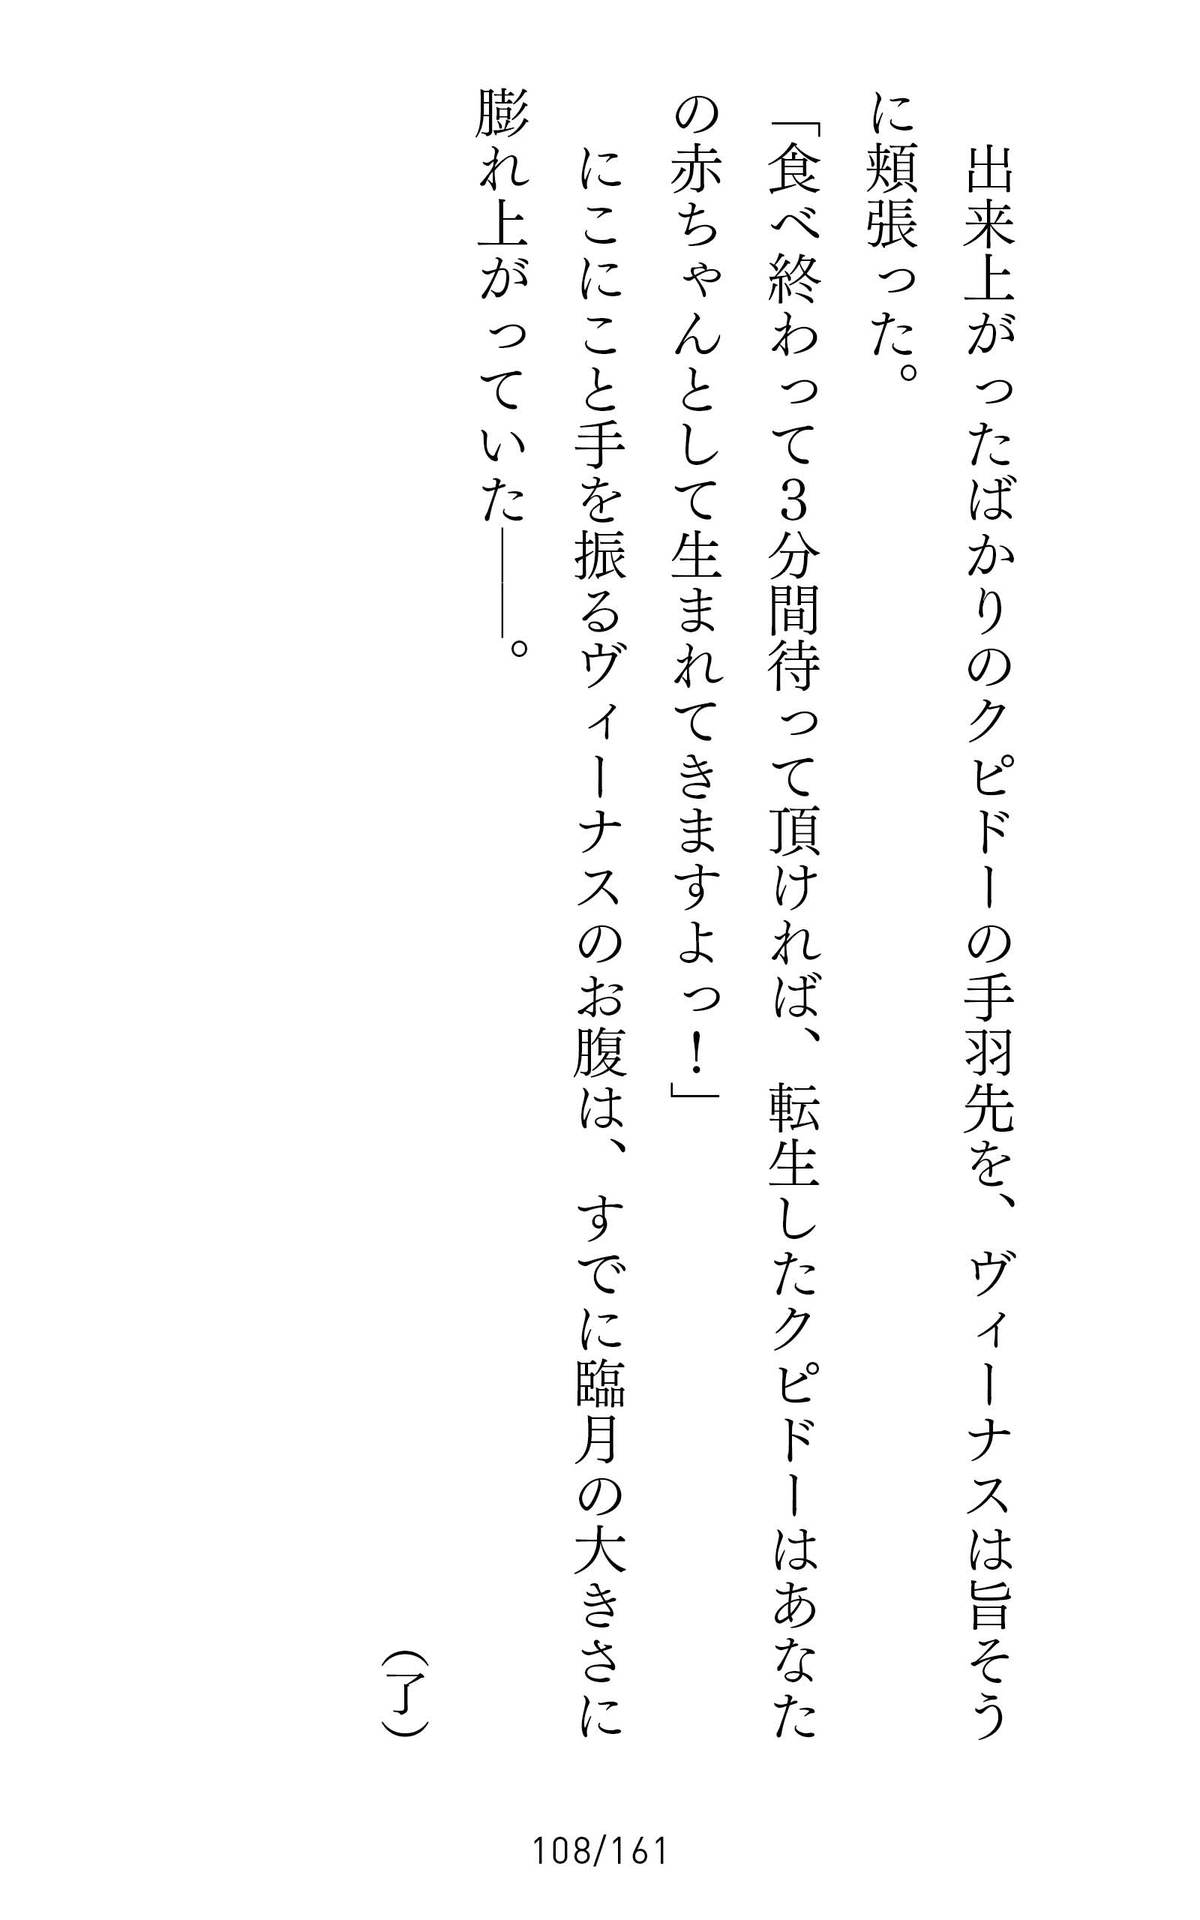 出来上がったばかりのクピドーの手羽先を、ヴィーナスは旨そう
に頬張った。
「食べ終わって3分間待って頂ければ、転生したクピドーはあなた
の赤ちゃんとして生まれてきますよっ！」
にこにこと手を振るヴィーナスのお腹は、すでに臨月の大きさに
膨れ上がっていた――。
（了）
108/161